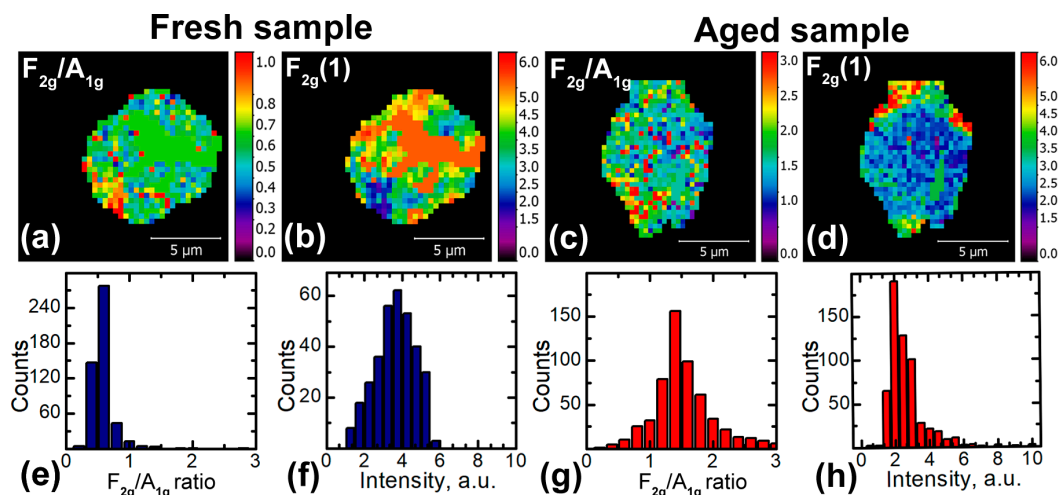 Fresh sample
Aged sample
F2g/A1g
1.0
0.8
0.7
0.6
0.5
0.4
0.3
0.2
0.0
5 μm
(a)
F2g(1)
6.0
5.0
4.5
4.0
3.5
3.0
2.5
2.0
1.5
0.0
5 μm
(b)
F2g/A1g
3.0
2.5
2.0
1.5
1.0
0.0
5 μm
(c)
F2g(1)
6.0
5.0
4.5
4.0
3.5
3.0
2.5
2.0
1.5
0.0
5 μm
(d)
Counts
240
180
120
60
0 1 2 3
(e) F2g/A1g ratio
Counts
60
40
20
0 2 4 6 8 10
(f) Intensity, a.u.
Counts
150
100
50
0 1 2 3
(g) F2g/A1g ratio
Counts
150
100
50
0 2 4 6 8 10
(h) Intensity, a.u.